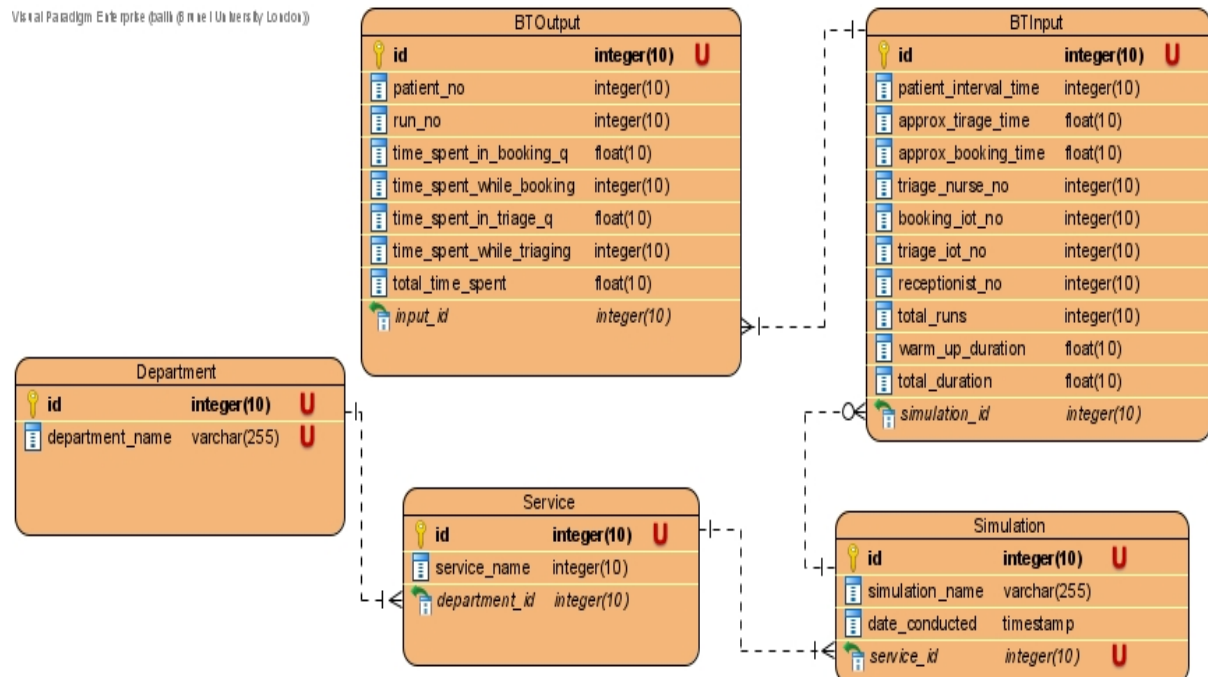 Visual Paradigm Enterprise (balli (Brunel University London))
BTOutput
id integer(10) U
patient_no integer(10)
run_no integer(10)
time_spent_in_booking_q float(10)
time_spent_while_booking integer(10)
time_spent_in_triage_q float(10)
time_spent_while_triaging integer(10)
total_time_spent float(10)
input_id integer(10)
BTInput
id integer(10) U
patient_interval_time integer(10)
approx_tirage_time float(10)
approx_booking_time float(10)
triage_nurse_no integer(10)
booking_iot_no integer(10)
triage_iot_no integer(10)
receptionist_no integer(10)
total_runs integer(10)
warm_up_duration float(10)
total_duration float(10)
simulation_id integer(10)
Department
id integer(10) U
department_name varchar(255) U
Service
id integer(10) U
service_name integer(10)
department_id integer(10)
Simulation
id integer(10) U
simulation_name varchar(255)
date_conducted timestamp
service_id integer(10) U